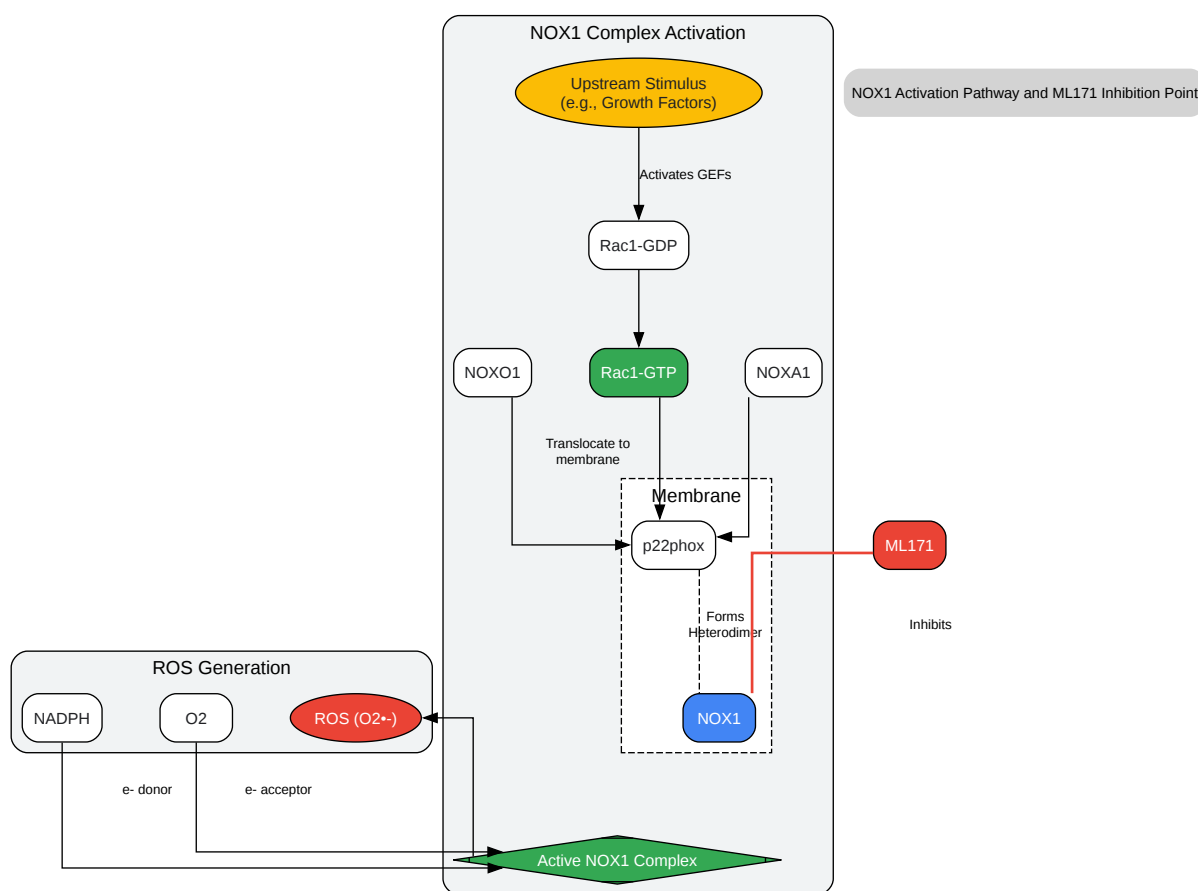 NOX1 Complex Activation
Upstream Stimulus
(e.g., Growth Factors)
NOX1 Activation Pathway and ML171 Inhibition Point
Activates GEFs
Rac1-GDP
NOXO1
Rac1-GTP
NOXA1
Translocate to
membrane
Membrane
p22phox
ML171
Forms
Heterodimer
Inhibits
ROS Generation
NADPH
O2
ROS (O2•-)
NOX1
e- donor
e- acceptor
Active NOX1 Complex